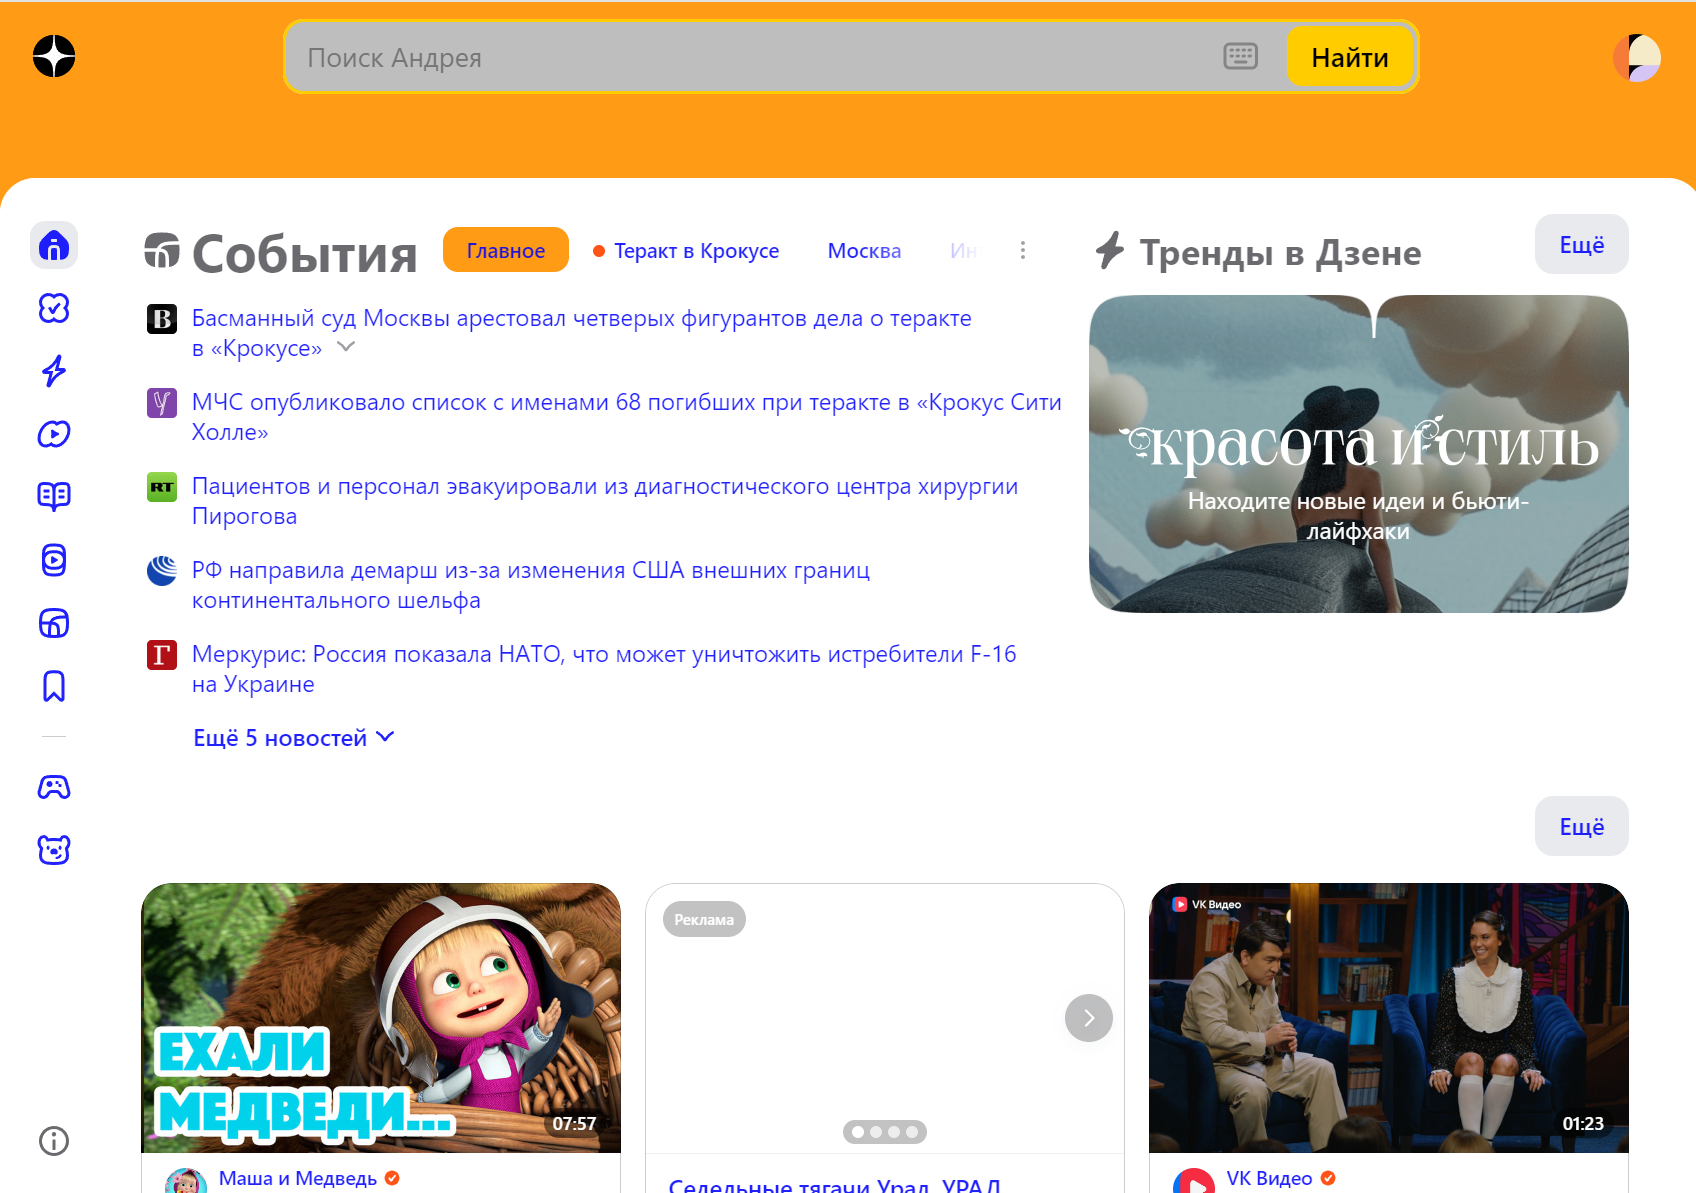 Поиск Андрея
Найти
События
Главное
Теракт в Крокусе
Москва
Тренды в Дзене
Ещё
В
Басманный суд Москвы арестовал четверых фигурантов дела о теракте
в «Крокусе»
МЧС опубликовало список с именами 68 погибших при теракте в «Крокус Сити
Холле»
RT
Пациентов и персонал эвакуировали из диагностического центра хирургии
Пирогова
РФ направила демарш из-за изменения США внешних границ
континентального шельфа
Г
Меркурис: Россия показала НАТО, что может уничтожить истребители F-16
на Украине
Ещё 5 новостей
красота и стиль
Находите новые идеи и бьюти-
лайфхаки
Ещё
ЕХАЛИ
МЕДВЕДИ...
07:57
Маша и Медведь
Реклама
Седельные тягачи Урал. УРАЛ
VK Видео
01:23
VK Видео